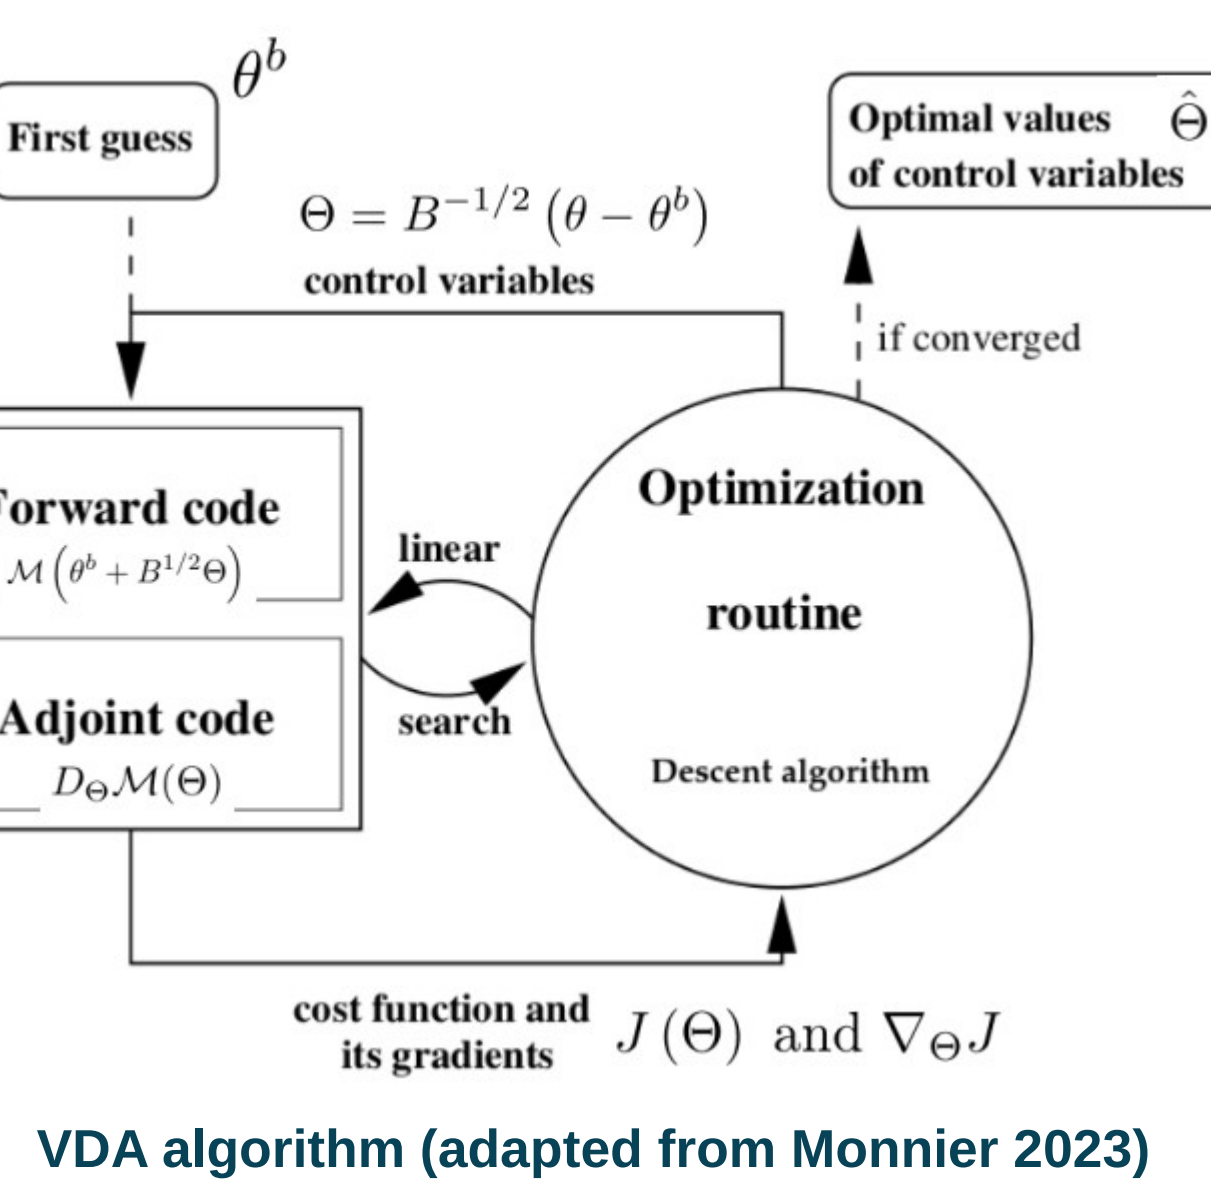 θ^b
First guess
Optimal values Θ̂
of control variables
Θ = B^{-1/2} (θ − θ^b)
control variables
if converged
Forward code
M(θ^b + B^{1/2}Θ)
linear
Optimization
routine
search
Adjoint code
D_Θ M(Θ)
Descent algorithm
cost function and
its gradients
J(Θ) and ∇_Θ J
VDA algorithm (adapted from Monnier 2023)